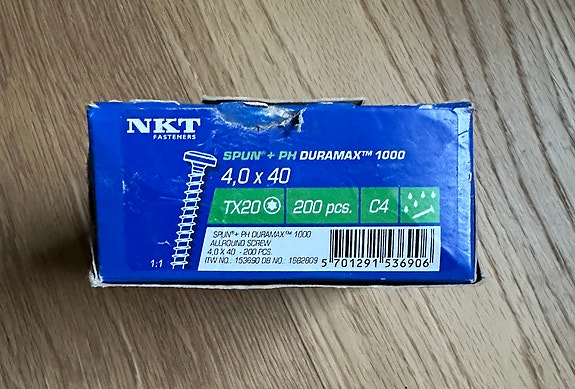 NKT
FASTENERS
SPUN®+ PH DURAMAX™ 1000
4,0 x 40
TX20
200 pcs.
C4
SPUN®+ PH DURAMAX™ 1000
ALLROUND SCREW
4,0 X 40 - 200 PCS.
ITW NO.: 153690 DB NO.: 1982809
5 701291 536906
1:1